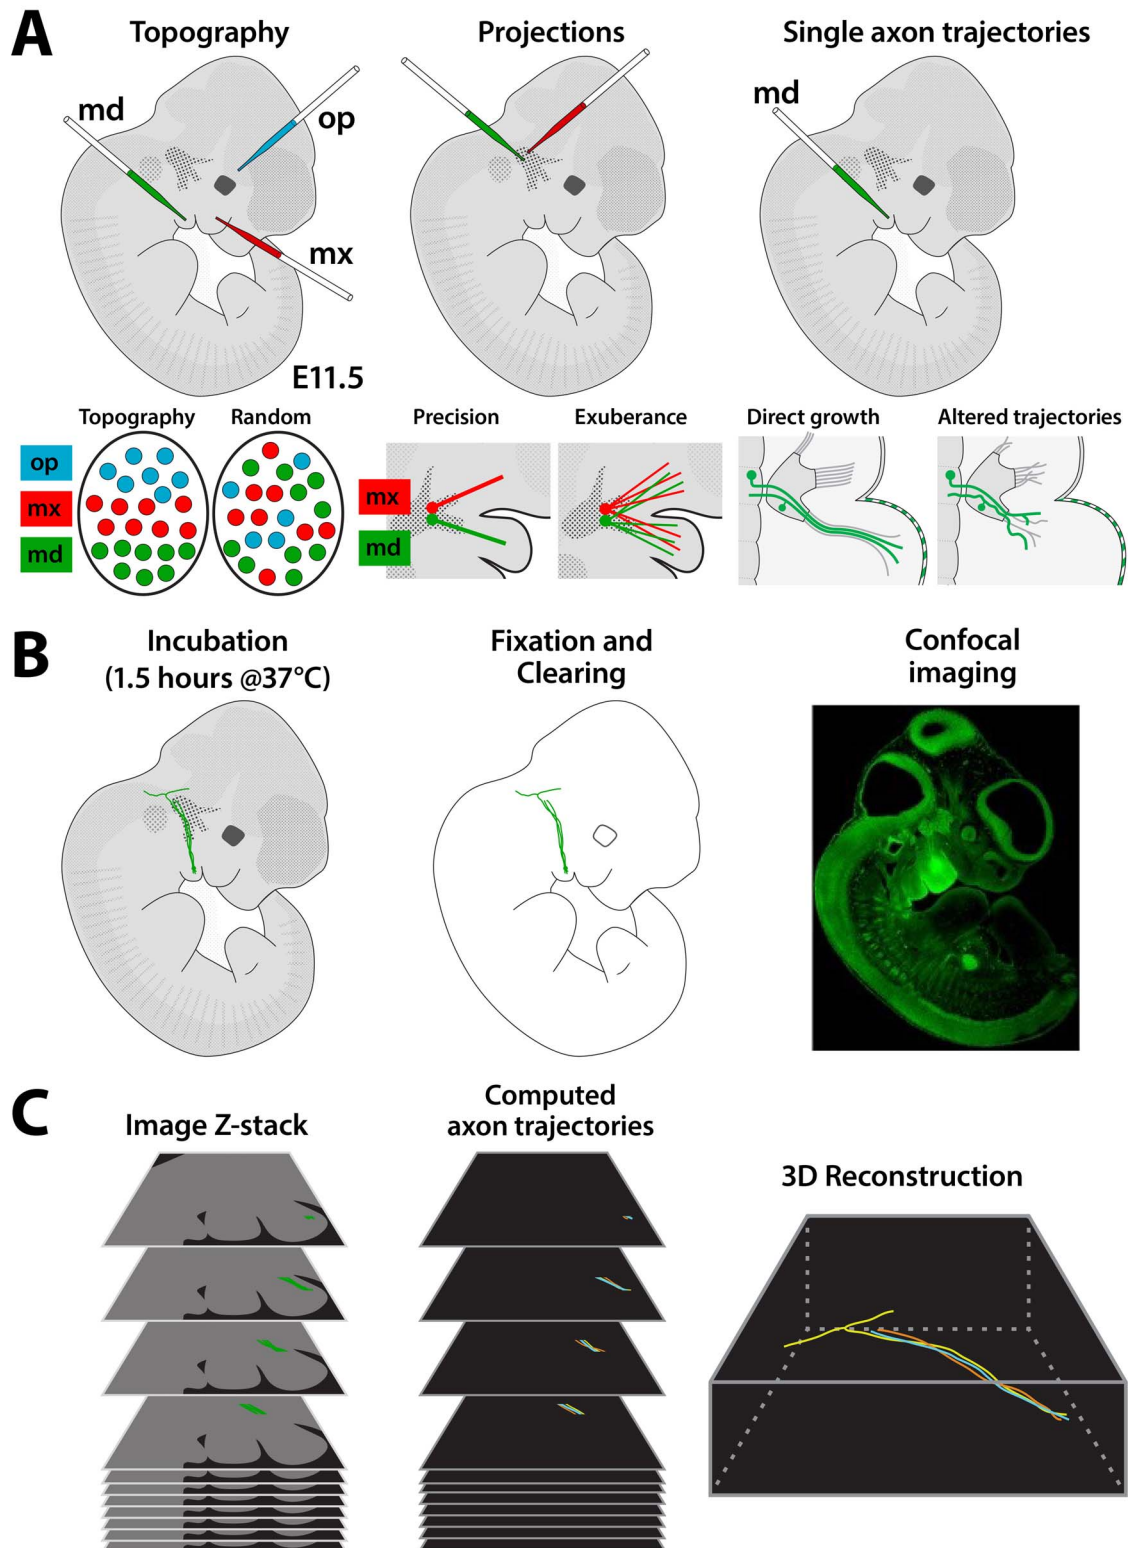 A
Topography
Projections
Single axon trajectories
md
op
mx
md
E11.5
Topography
Random
Precision
Exuberance
Direct growth
Altered trajectories
op
mx
md
mx
md
B
Incubation
(1.5 hours @37°C)
Fixation and
Clearing
Confocal
imaging
C
Image Z-stack
Computed
axon trajectories
3D Reconstruction